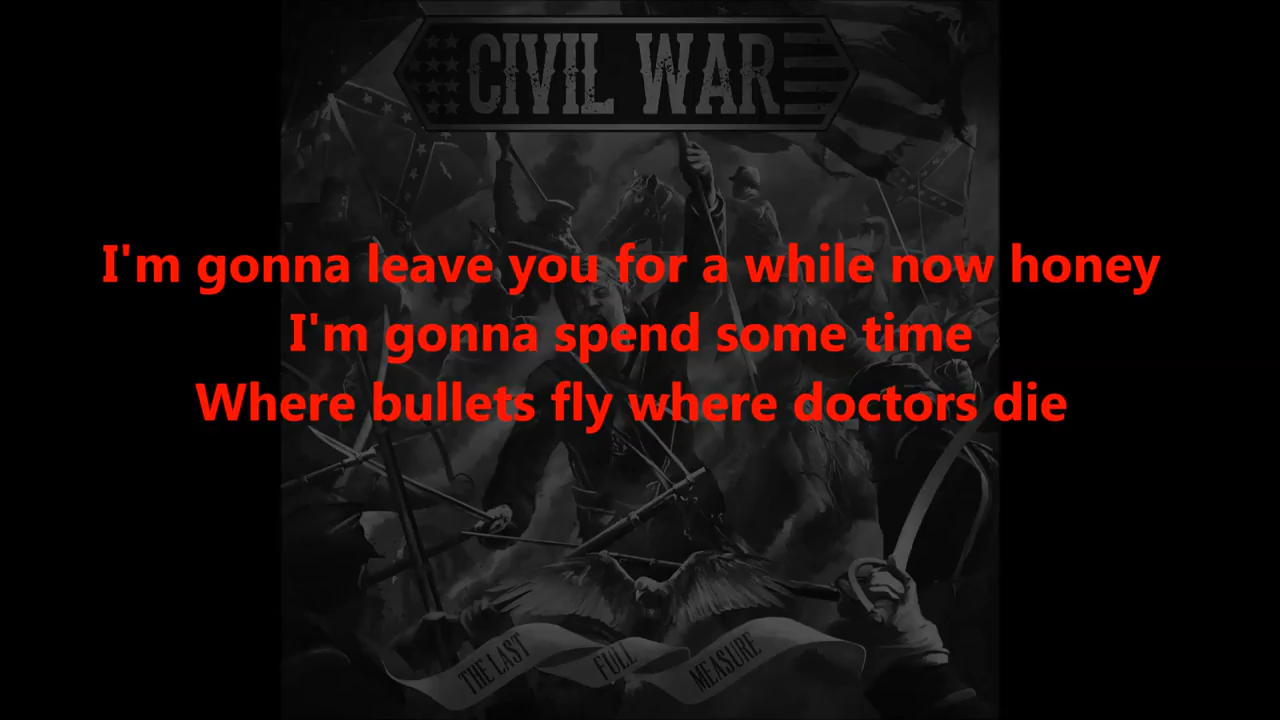 CIVIL WAR
I'm gonna leave you for a while now honey
I'm gonna spend some time
Where bullets fly where doctors die
THE LAST FULL MEASURE